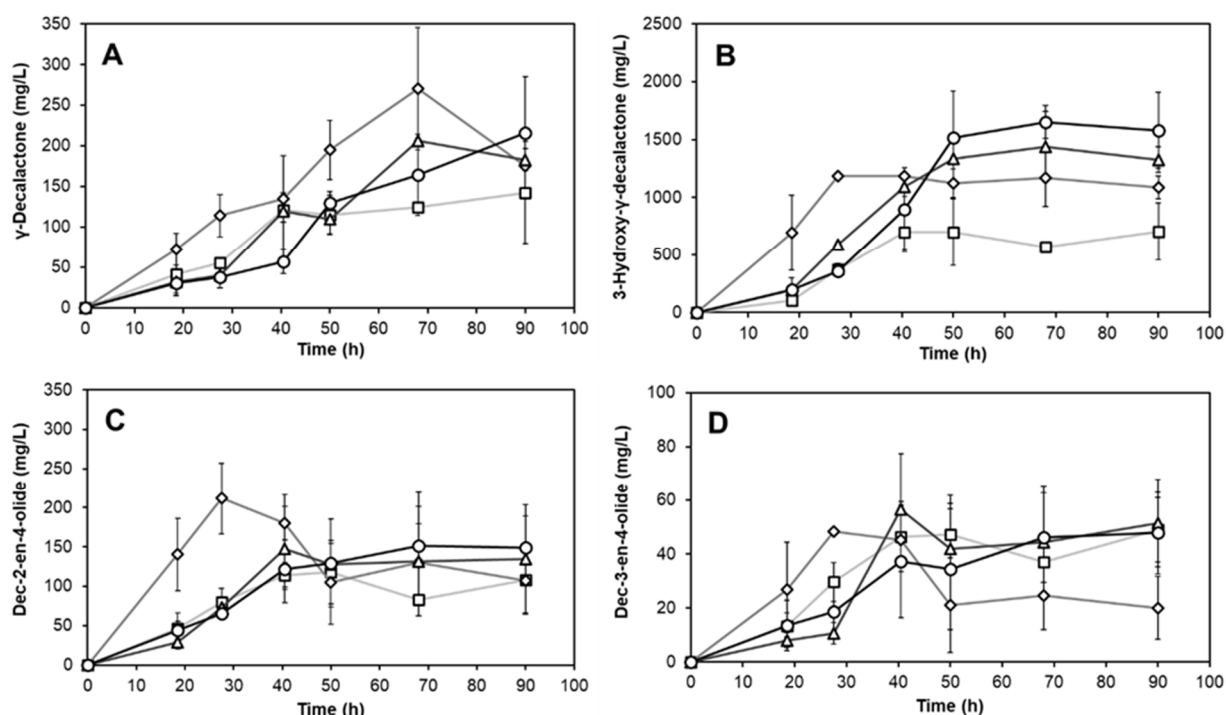 A
γ-Decalactone (mg/L)
350
300
250
200
150
100
50
0
0 10 20 30 40 50 60 70 80 90 100
Time (h)
B
3-Hydroxy-γ-decalactone (mg/L)
2500
2000
1500
1000
500
0
0 10 20 30 40 50 60 70 80 90 100
Time (h)
C
Dec-2-en-4-olide (mg/L)
350
300
250
200
150
100
50
0
0 10 20 30 40 50 60 70 80 90 100
Time (h)
D
Dec-3-en-4-olide (mg/L)
100
80
60
40
20
0
0 10 20 30 40 50 60 70 80 90 100
Time (h)